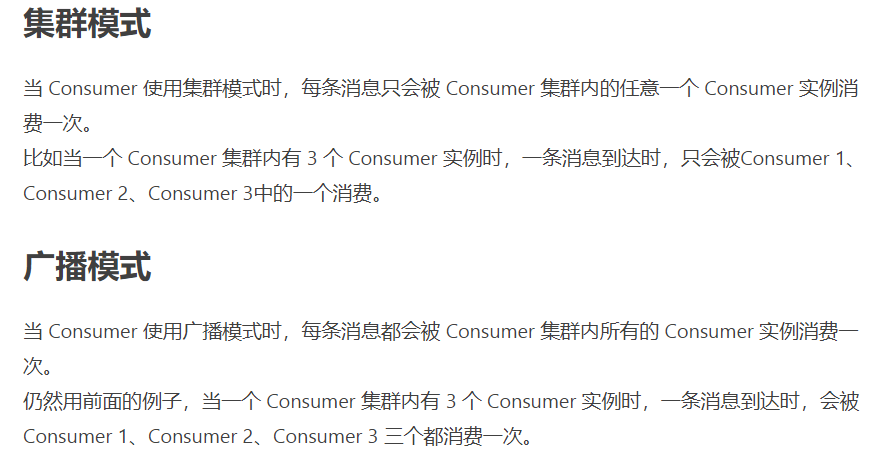 集群模式
当 Consumer 使用集群模式时，每条消息只会被 Consumer 集群内的任意一个 Consumer 实例消
费一次。
比如当一个 Consumer 集群内有 3 个 Consumer 实例时，一条消息到达时，只会被Consumer 1、
Consumer 2、Consumer 3中的一个消费。
广播模式
当 Consumer 使用广播模式时，每条消息都会被 Consumer 集群内所有的 Consumer 实例消费一
次。
仍然用前面的例子，当一个 Consumer 集群内有 3 个 Consumer 实例时，一条消息到达时，会被
Consumer 1、Consumer 2、Consumer 3 三个都消费一次。